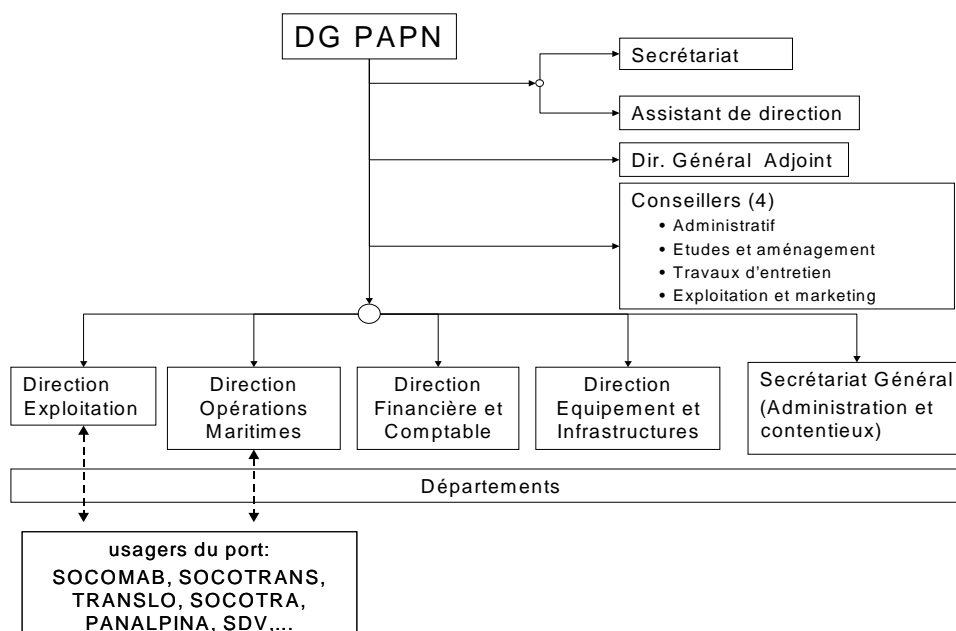 DG PAPN
Secrétariat
Assistant de direction
Dir. Général Adjoint
Conseillers (4)
• Administratif
• Etudes et aménagement
• Travaux d'entretien
• Exploitation et marketing
Direction
Exploitation
Direction
Opérations
Maritimes
Direction
Financière et
Comptable
Direction
Equipement et
Infrastructures
Secrétariat Général
(Administration et
contentieux)
Départements
usagers du port:
SOCOMAB, SOCOTRANS,
TRANSLO, SOCOTRA,
PANALPINA, SDV,...